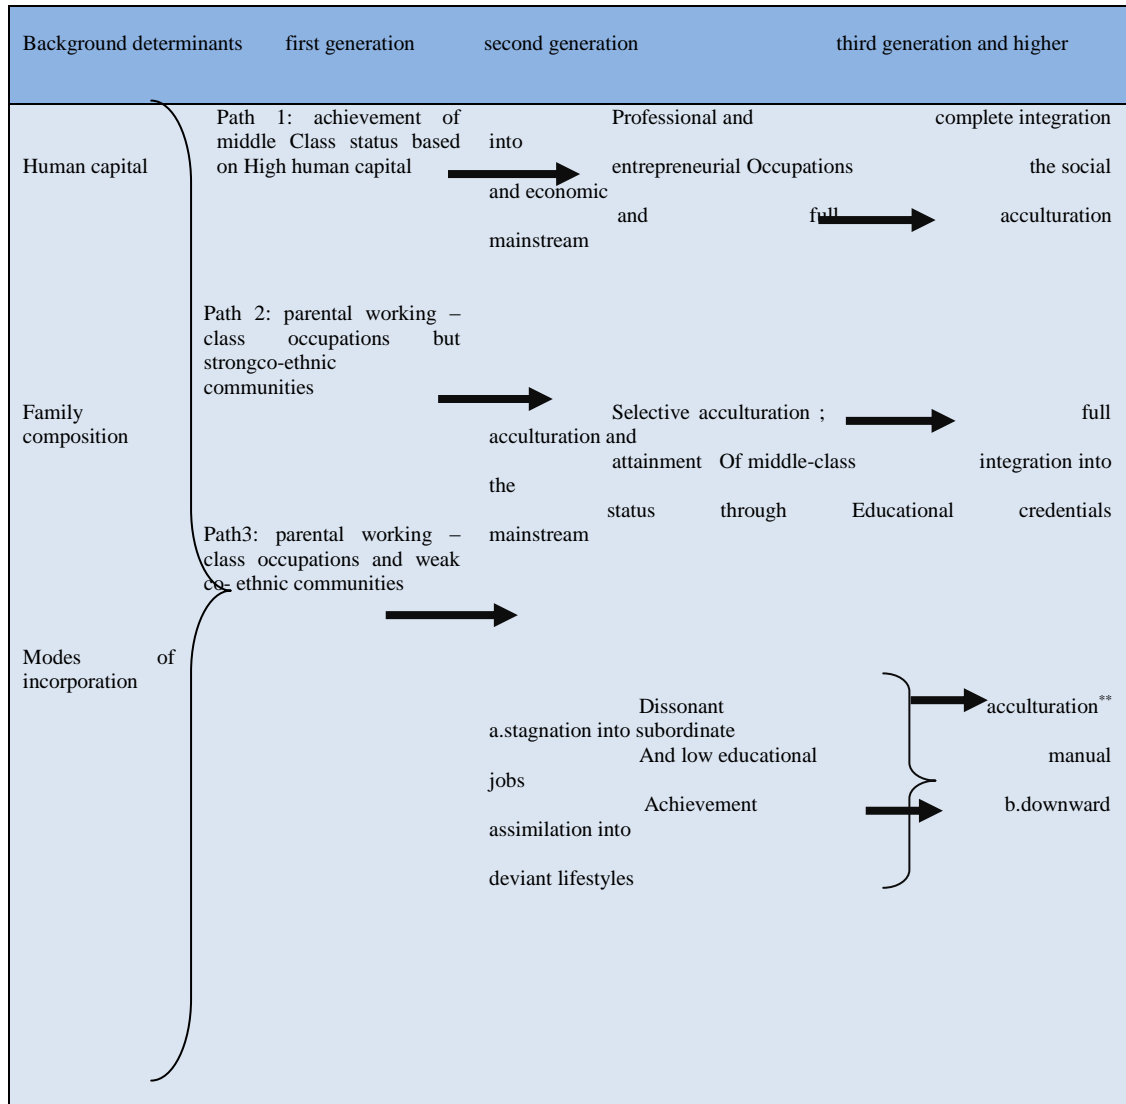 Background determinants first generation second generation third generation and higher
Human capital
Family
composition
Modes of
incorporation
Path 1: achievement of
middle Class status based
on High human capital
Path 2: parental working –
class occupations but
strongco-ethnic
communities
Path3: parental working –
class occupations and weak
co- ethnic communities
Professional and complete integration
into
entrepreneurial Occupations the social
and economic
and full acculturation
mainstream
Selective acculturation ; full
acculturation and
attainment Of middle-class integration into
the
status through Educational credentials
mainstream
Dissonant acculturation**
a.stagnation into subordinate
And low educational manual
jobs
Achievement b.downward
assimilation into
deviant lifestyles